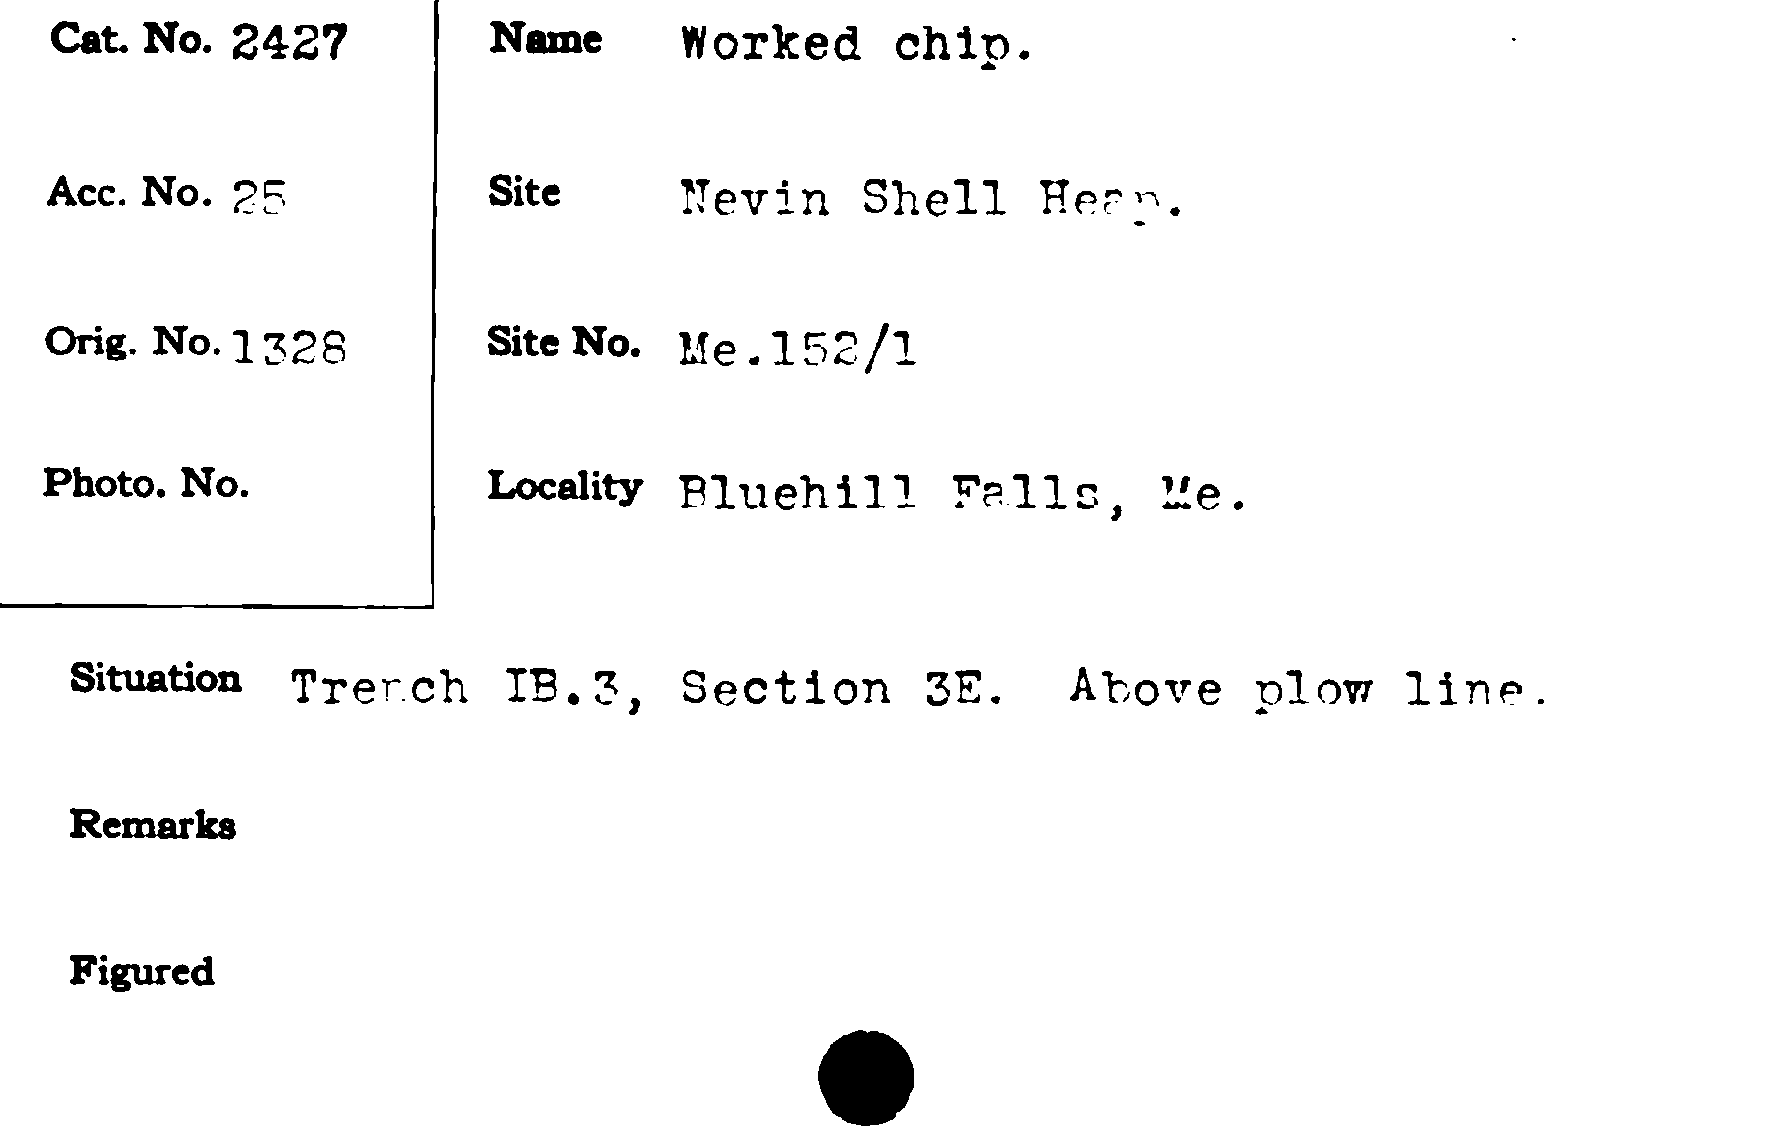 Cat. No. 2427
Name Worked chip.
Acc. No. 25
Site Nevin Shell Heap.
Orig. No. 1328
Site No. Me.152/1
Photo. No.
Locality Bluehill Falls, Me.
Situation Trench IB.3, Section 3E. Above plow line.
Remarks
Figured